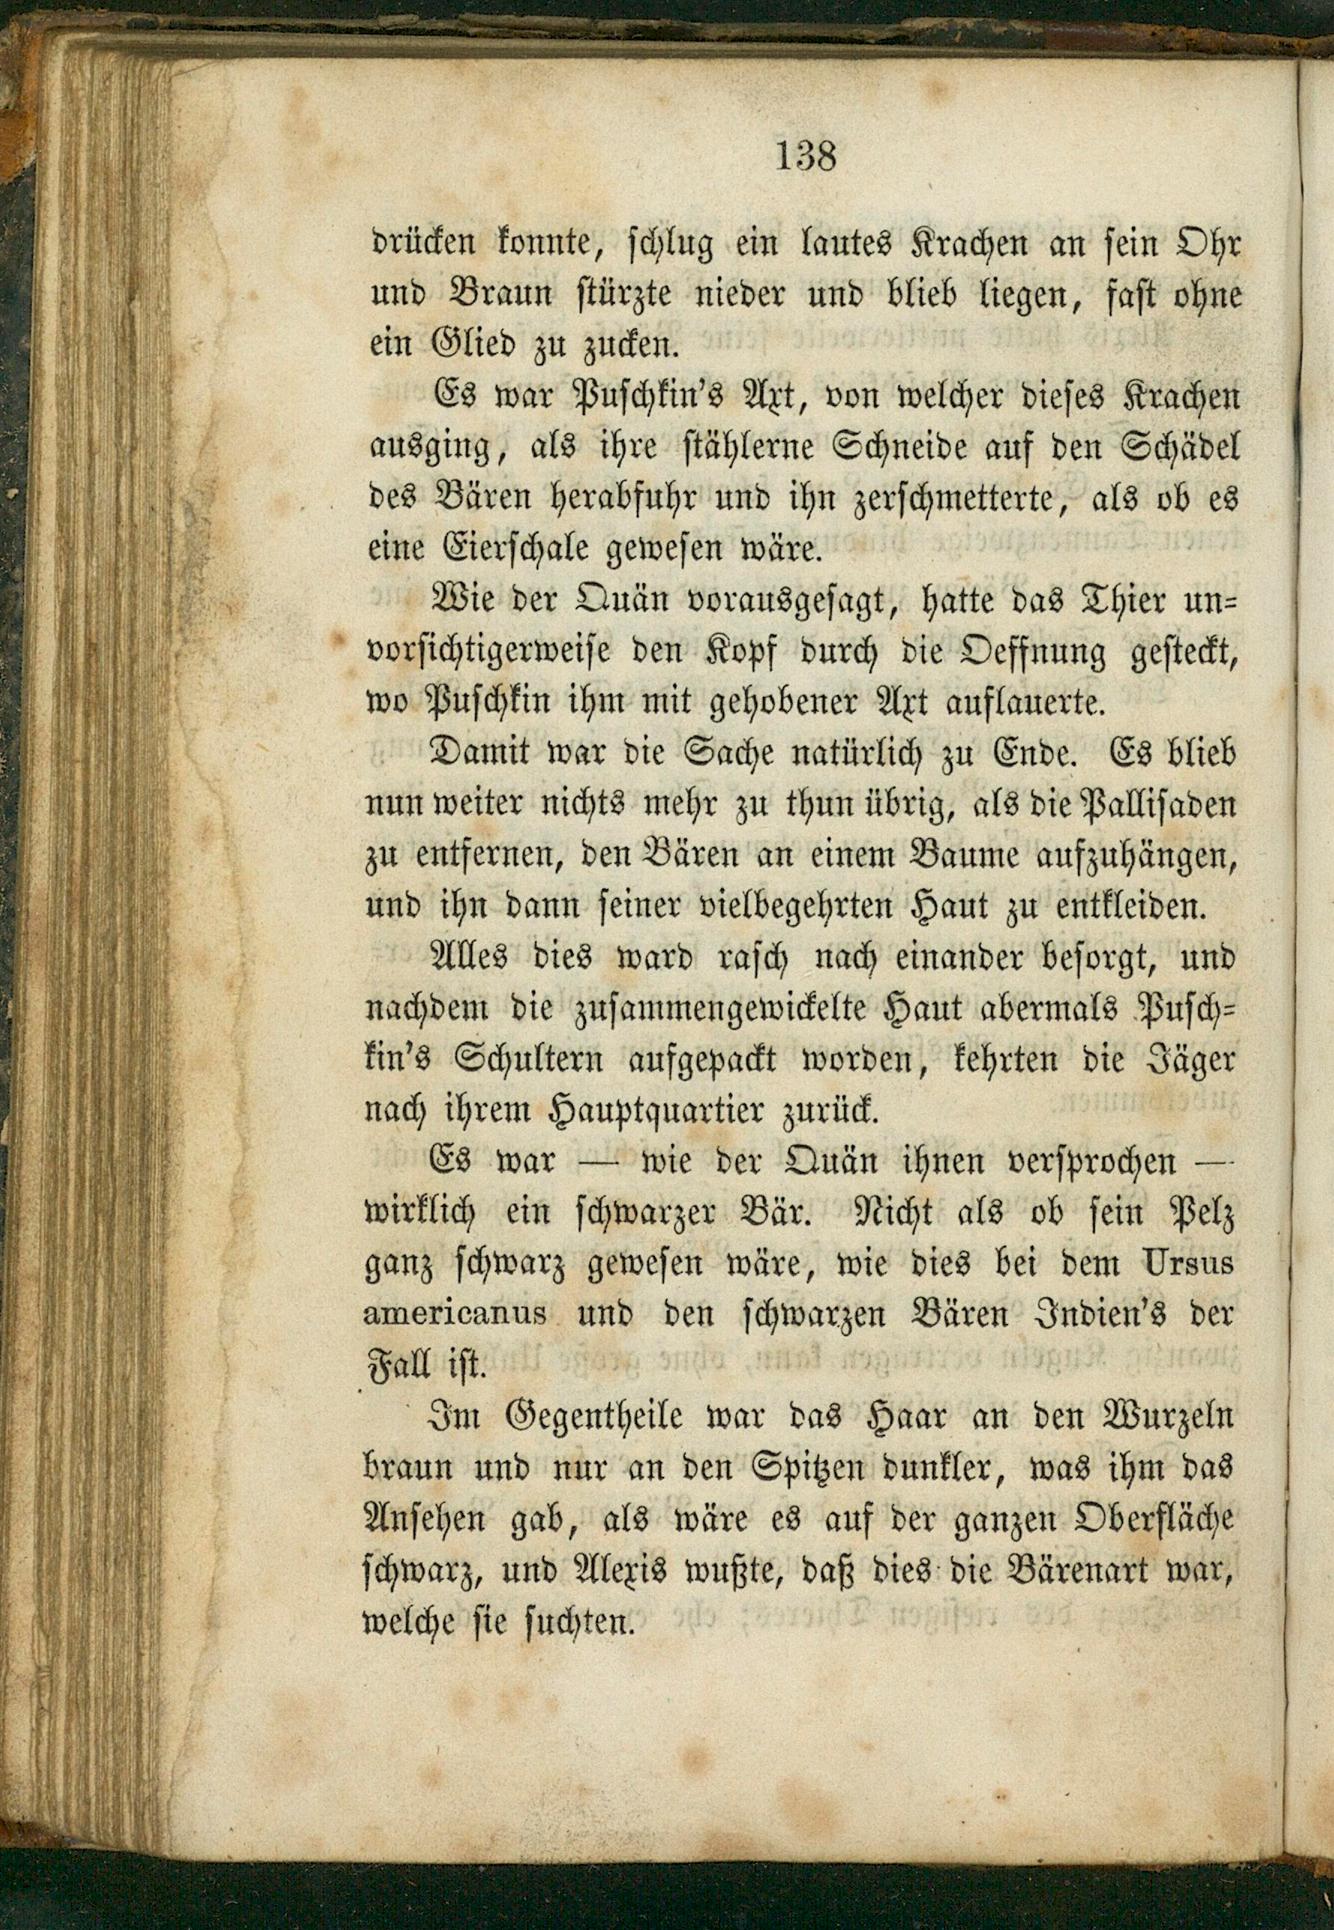 138
drücken konnte, schlug ein lautes Krachen an sein Ohr
und Braun stürzte nieder und blieb liegen, fast ohne
ein Glied zu zucken.
Es war Puschkin's Axt, von welcher dieses Krachen
ausging, als ihre stählerne Schneide auf den Schädel
des Bären herabfuhr und ihn zerschmetterte, als ob es
eine Eierschale gewesen wäre.
Wie der Quän vorausgesagt, hatte das Thier un-
vorsichtigerweise den Kopf durch die Oeffnung gesteckt,
wo Puschkin ihm mit gehobener Axt auflauerte.
Damit war die Sache natürlich zu Ende. Es blieb
nun weiter nichts mehr zu thun übrig, als die Pallisaden
zu entfernen, den Bären an einem Baume aufzuhängen,
und ihn dann seiner vielbegehrten Haut zu entkleiden.
Alles dies ward rasch nach einander besorgt, und
nachdem die zusammengewickelte Haut abermals Pusch-
kin's Schultern aufgepackt worden, kehrten die Jäger
nach ihrem Hauptquartier zurück.
Es war — wie der Quän ihnen versprochen —
wirklich ein schwarzer Bär. Nicht als ob sein Pelz
ganz schwarz gewesen wäre, wie dies bei dem Ursus
americanus und den schwarzen Bären Indien's der
Fall ist.
Im Gegentheile war das Haar an den Wurzeln
braun und nur an den Spitzen dunkler, was ihm das
Ansehen gab, als wäre es auf der ganzen Oberfläche
schwarz, und Alexis wußte, daß dies die Bärenart war,
welche sie suchten.